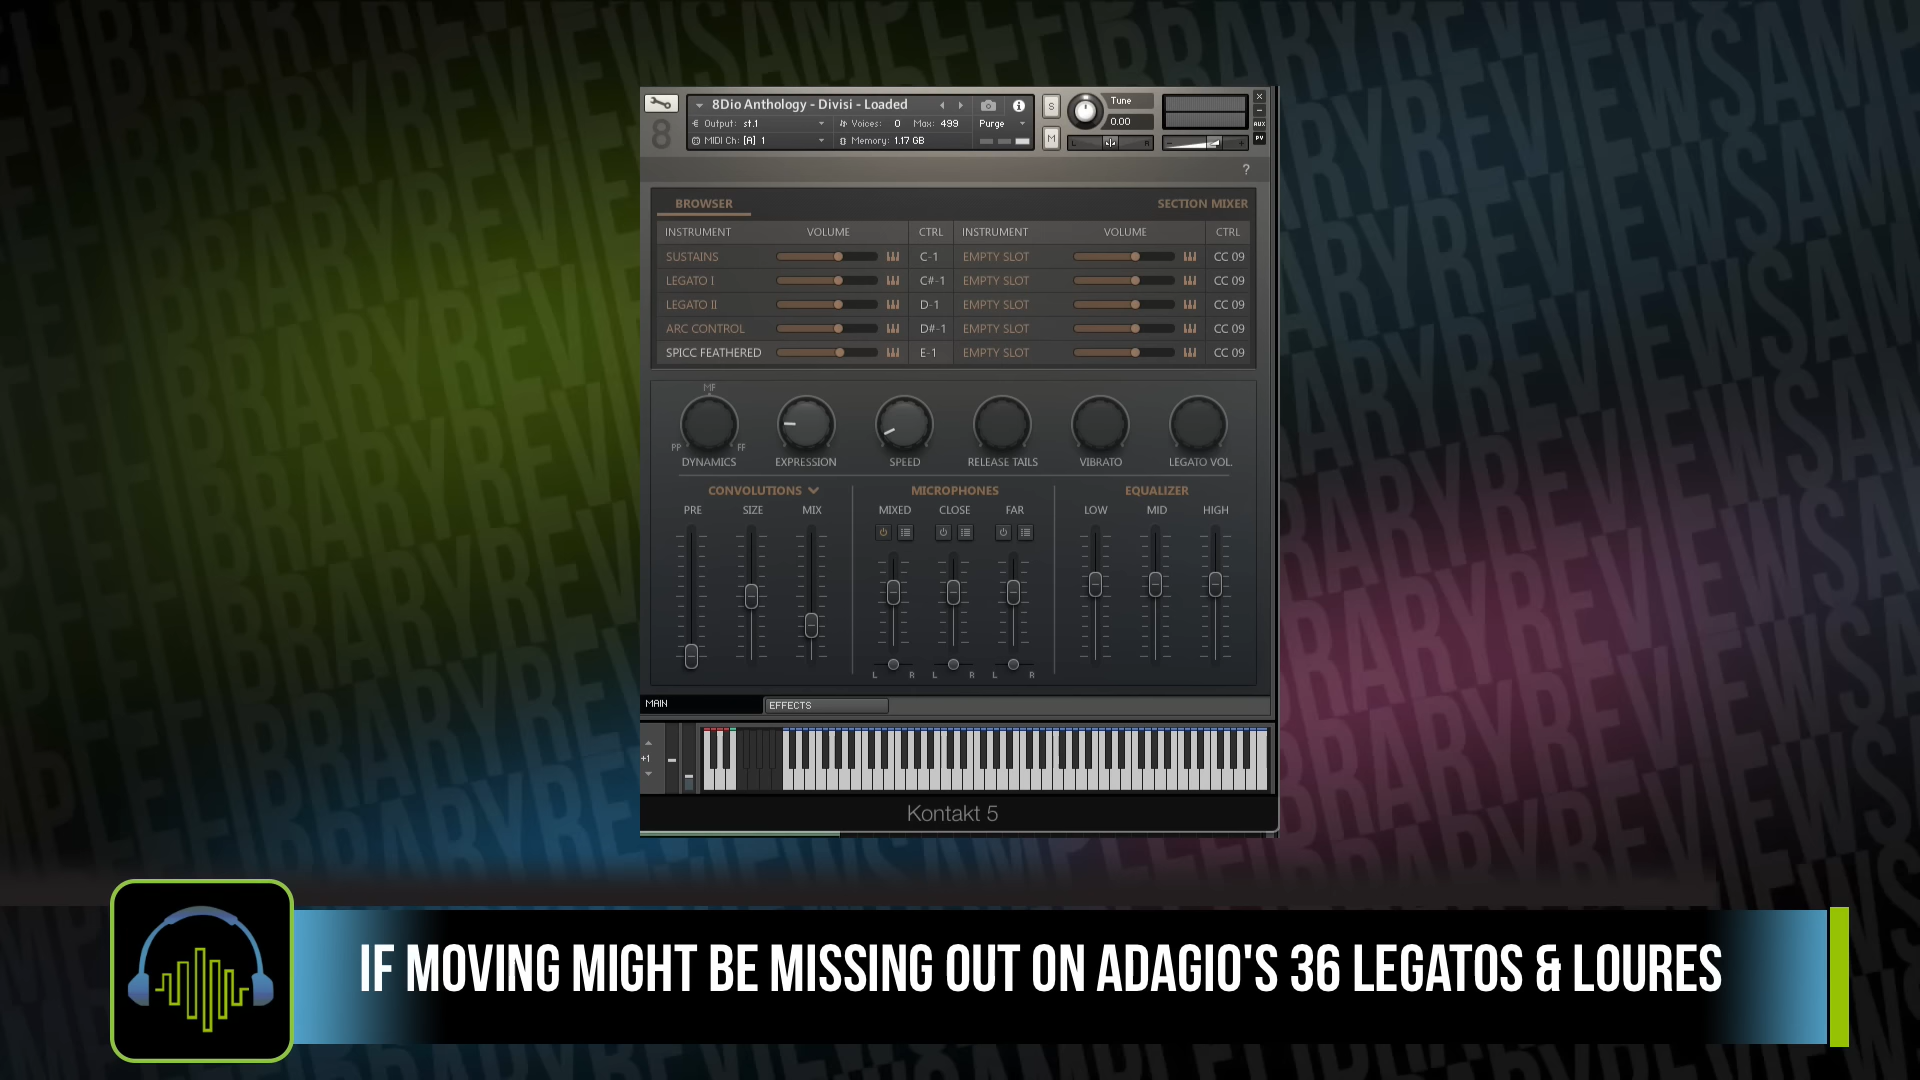 8Dio Anthology - Divisi - Loaded
Output: st.1 Voices: 0 Max: 499 Purge
MIDI Ch: [A] 1 Memory: 1.17 GB
S
M
Tune
0.00
L R
- +
×
-
AUX
PV
8
?
BROWSER SECTION MIXER
INSTRUMENT VOLUME CTRL INSTRUMENT VOLUME CTRL
SUSTAINS C-1 EMPTY SLOT CC 09
LEGATO I C#-1 EMPTY SLOT CC 09
LEGATO II D-1 EMPTY SLOT CC 09
ARC CONTROL D#-1 EMPTY SLOT CC 09
SPICC FEATHERED E-1 EMPTY SLOT CC 09
MF
PP FF
DYNAMICS EXPRESSION SPEED RELEASE TAILS VIBRATO LEGATO VOL.
CONVOLUTIONS MICROPHONES EQUALIZER
PRE SIZE MIX MIXED CLOSE FAR LOW MID HIGH
L R L R L R
MAIN EFFECTS
+1
Kontakt 5
IF MOVING MIGHT BE MISSING OUT ON ADAGIO'S 36 LEGATOS & LOURES